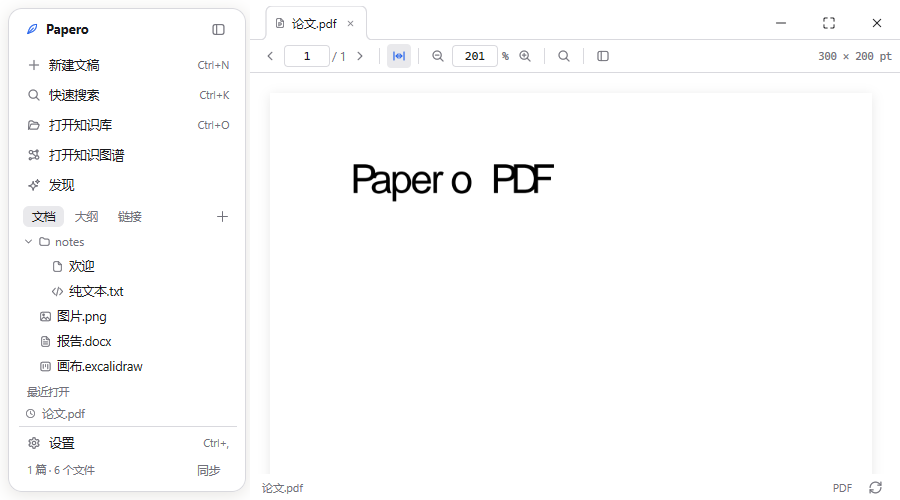 Papero
新建文稿 Ctrl+N
快速搜索 Ctrl+K
打开知识库 Ctrl+O
打开知识图谱
发现
文档 大纲 链接
notes
欢迎
纯文本.txt
图片.png
报告.docx
画布.excalidraw
最近打开
论文.pdf
设置 Ctrl+,
1 篇 · 6 个文件 同步
论文.pdf
1 / 1 201 % 300 × 200 pt
Papero PDF
论文.pdf PDF